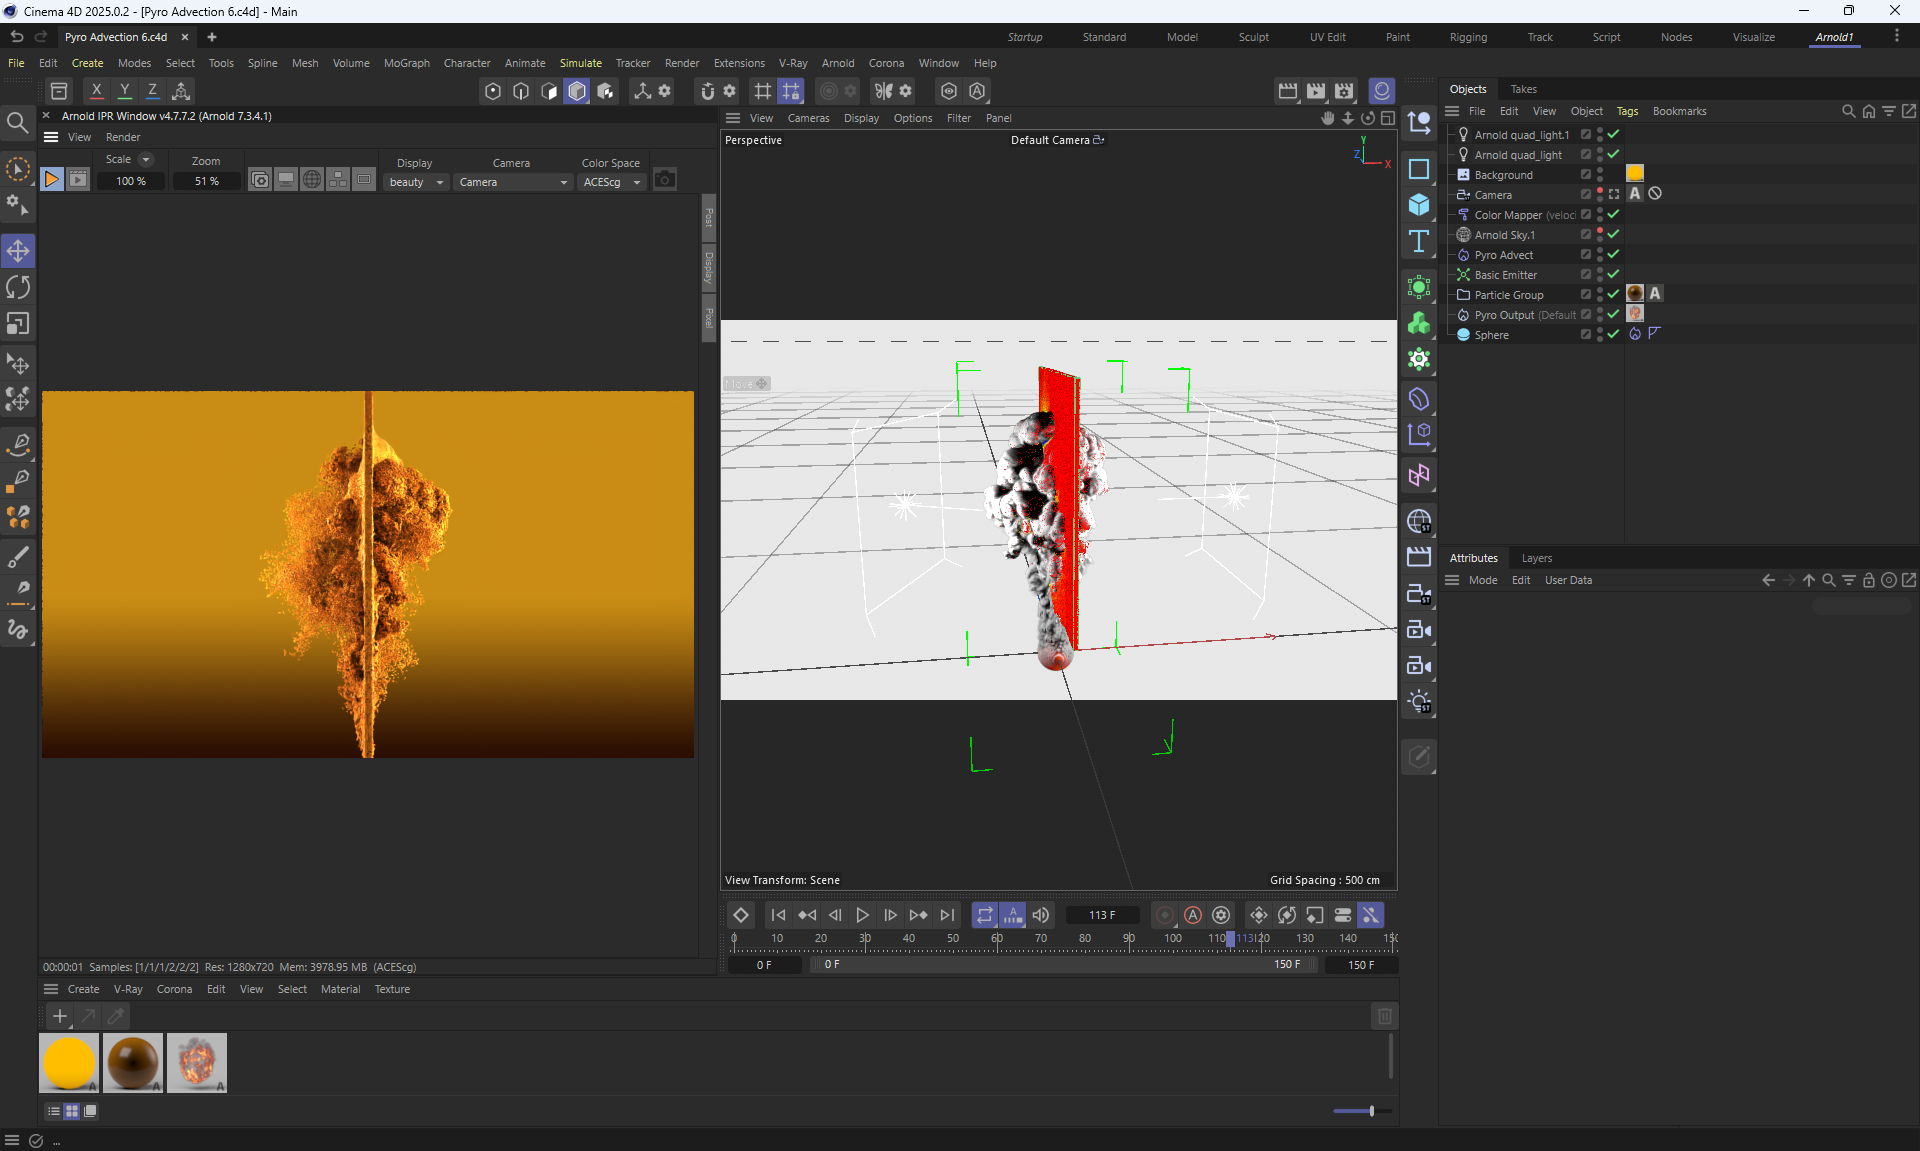 Cinema 4D 2025.0.2 - [Pyro Advection 6.c4d] - Main
Pyro Advection 6.c4d
Startup Standard Model Sculpt UV Edit Paint Rigging Track Script Nodes Visualize Arnold1
File Edit Create Modes Select Tools Spline Mesh Volume MoGraph Character Animate Simulate Tracker Render Extensions V-Ray Arnold Corona Window Help
X Y Z
Arnold IPR Window v4.7.7.2 (Arnold 7.3.4.1)
View Render
Scale Zoom Display Camera Color Space
100 % 51 % beauty Camera ACEScg
Post
Display
Pixel
00:00:01 Samples: [1/1/1/2/2/2] Res: 1280x720 Mem: 3978.95 MB (ACEScg)
View Cameras Display Options Filter Panel
Perspective
Default Camera
Y
Z
X
Move
View Transform: Scene
Grid Spacing : 500 cm
113 F
0 10 20 30 40 50 60 70 80 90 100 110 113 120 130 140 150
0 F 0 F 150 F 150 F
Create V-Ray Corona Edit View Select Material Texture
A A A
...
Objects Takes
File Edit View Object Tags Bookmarks
Arnold quad_light.1
Arnold quad_light
Background
Camera A
Color Mapper (veloc
Arnold Sky.1
Pyro Advect
Basic Emitter
Particle Group A
Pyro Output (Default
Sphere
Attributes Layers
Mode Edit User Data